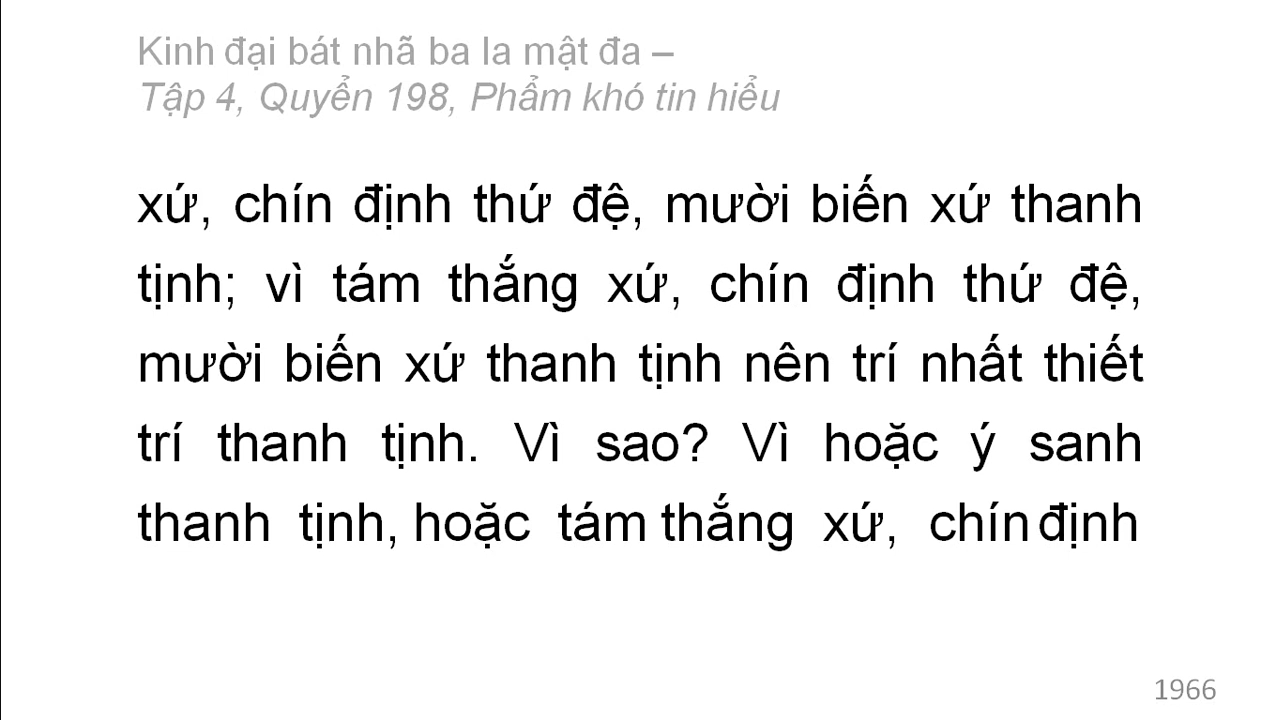 Kinh đại bát nhã ba la mật đa –
Tập 4, Quyển 198, Phẩm khó tin hiểu
xứ, chín định thứ đệ, mười biến xứ thanh
tịnh; vì tám thắng xứ, chín định thứ đệ,
mười biến xứ thanh tịnh nên trí nhất thiết
trí thanh tịnh. Vì sao? Vì hoặc ý sanh
thanh tịnh, hoặc tám thắng xứ, chín định
1966